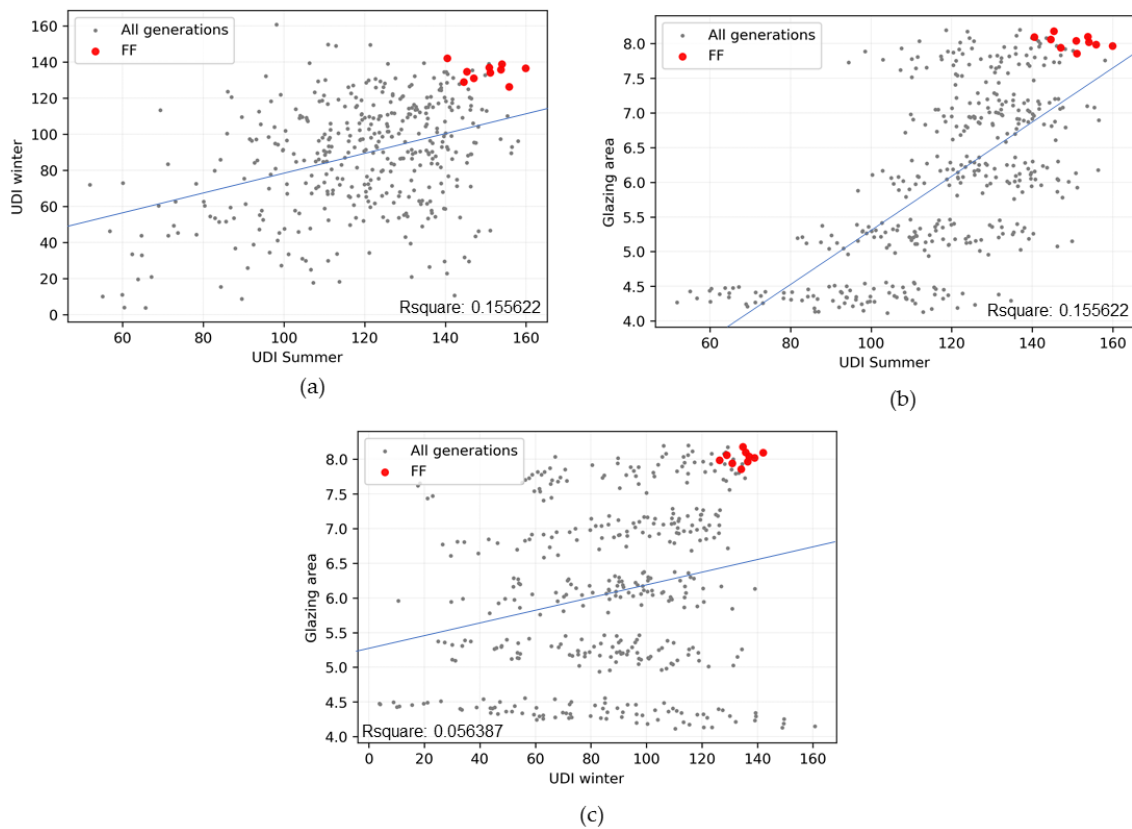 All generations
FF
160
140
120
100
80
60
40
20
0
UDI winter
Rsquare: 0.155622
60 80 100 120 140 160
UDI Summer
(a)
All generations
FF
8.0
7.5
7.0
6.5
6.0
5.5
5.0
4.5
4.0
Glazing area
Rsquare: 0.155622
60 80 100 120 140 160
UDI Summer
(b)
All generations
FF
8.0
7.5
7.0
6.5
6.0
5.5
5.0
4.5
4.0
Glazing area
Rsquare: 0.056387
0 20 40 60 80 100 120 140 160
UDI winter
(c)